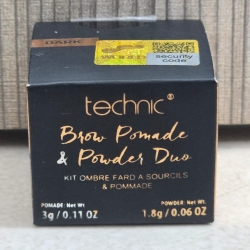 DARK
security
code
technic®
Brow Pomade
& Powder Duo
KIT OMBRE FARD A SOURCILS
& POMMADE
POMADE: Net Wt
3g / 0.11 OZ
POWDER: Net Wt
1.8g / 0.06 OZ